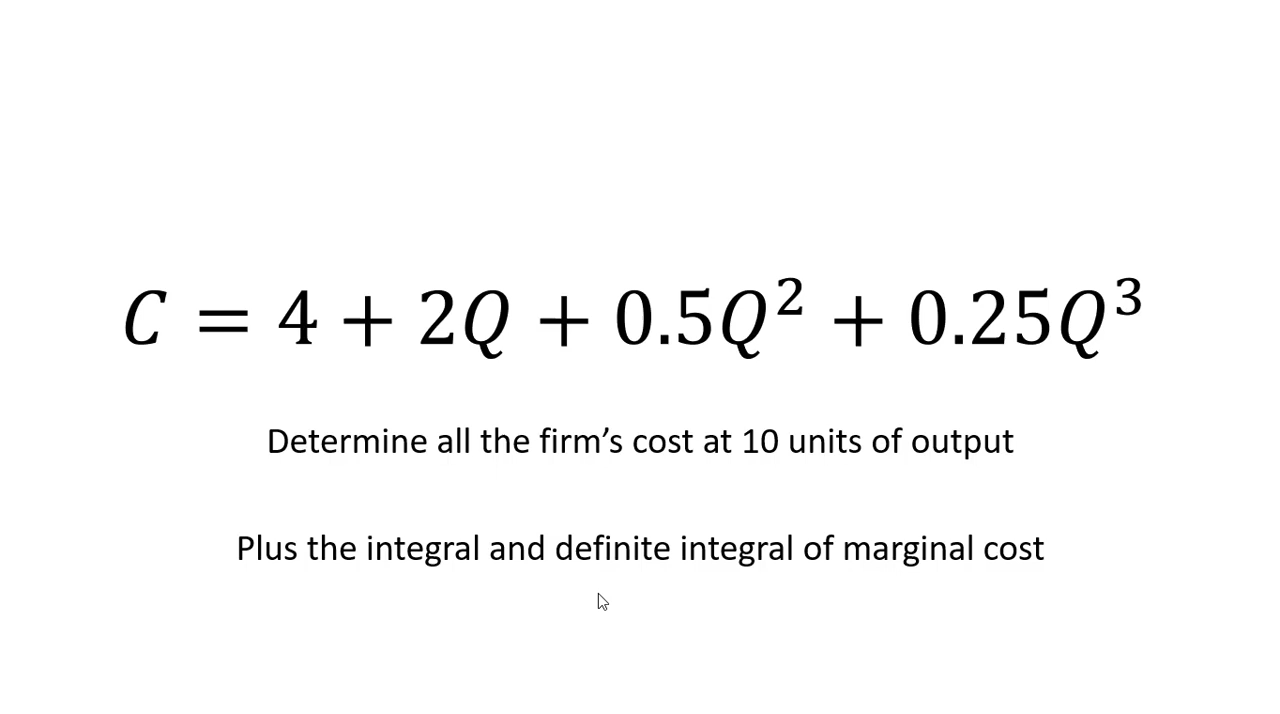 C = 4 + 2Q + 0.5Q² + 0.25Q³
Determine all the firm’s cost at 10 units of output
Plus the integral and definite integral of marginal cost